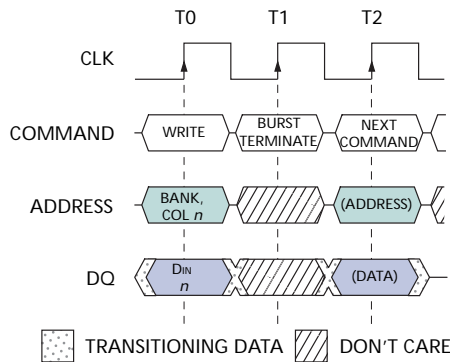 T0 T1 T2
CLK
COMMAND WRITE BURST TERMINATE NEXT COMMAND
ADDRESS BANK, COL n (ADDRESS)
DQ DIN n (DATA)
TRANSITIONING DATA DON'T CARE